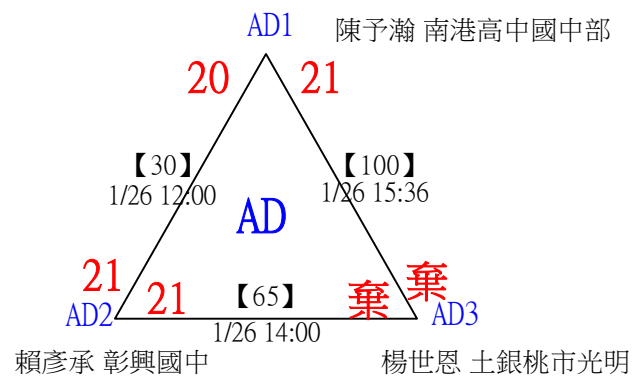 AD1
陳予瀚 南港高中國中部
20
21
【30】
1/26 12:00
【100】
1/26 15:36
AD
21
21
【65】
1/26 14:00
棄
棄
AD2
AD3
賴彥承 彰興國中
楊世恩 土銀桃市光明